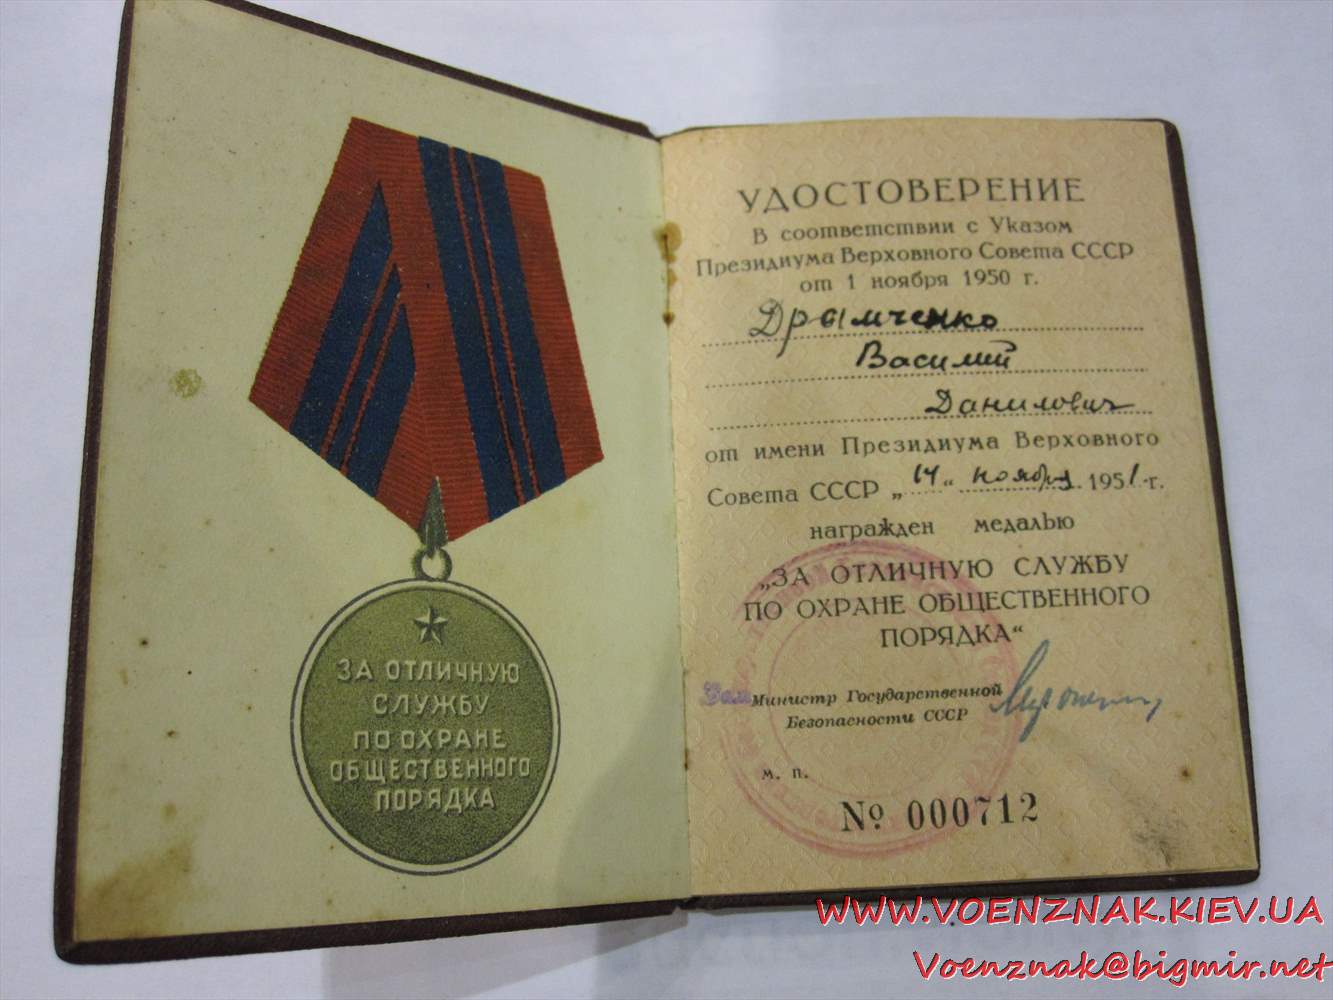 ЗА ОТЛИЧНУЮ
СЛУЖБУ
ПО ОХРАНЕ
ОБЩЕСТВЕННОГО
ПОРЯДКА
УДОСТОВЕРЕНИЕ
В соответствии с Указом
Президиума Верховного Совета СССР
от 1 ноября 1950 г.
Дрымченко
Василий
Данилович
от имени Президиума Верховного
Совета СССР „14“ ноября 1951 г.
награжден медалью
„ЗА ОТЛИЧНУЮ СЛУЖБУ
ПО ОХРАНЕ ОБЩЕСТВЕННОГО
ПОРЯДКА“
Зам Министр Государственной
Безопасности СССР
м. п.
№ 000712
WWW.VOENZNAK.KIEV.UA
Voenznak@bigmir.net